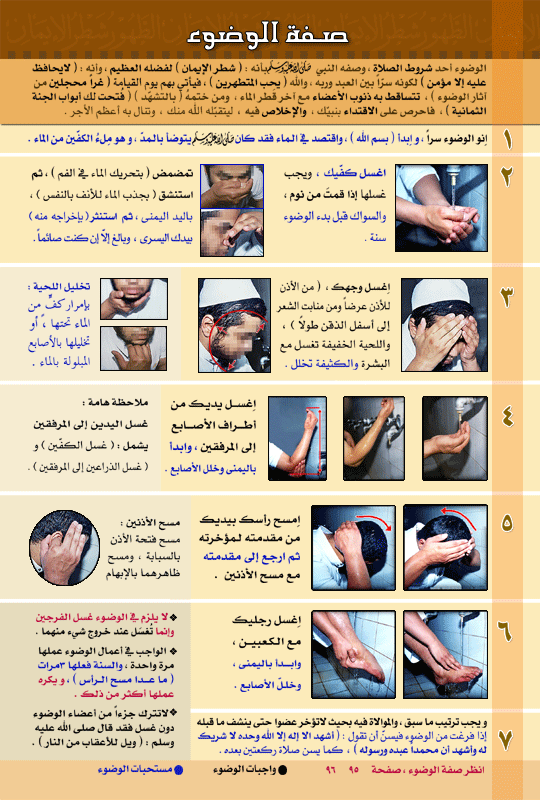 صفة الوضوء
الوضوء أحد شروط الصلاة ، وصفه النبي ﷺ بأنه : ( شطر الإيمان ) لفضله العظيم ، وأنه : ( لايحافظ
عليه إلا مؤمن ) لكونه سراً بين العبد وربه ، والله ( يحب المتطهرين ) ، فيأتي بهم يوم القيامة ( غراً محجلين من
آثار الوضوء ) ، تتساقط به ذنوب الأعضاء مع آخر قطر الماء ، ومن ختمه ( بالتشهد ) ( فتحت لك أبواب الجنة
الثمانية ) ، فاحرص على الاقتداء بنبيك ، والإخلاص فيه ، ليتقبله الله منك ، وتنال به أعظم الأجر .
١
إنو الوضوء سراً ، و إبدأ ( بسم الله ) ، واقتصد في الماء فقد كان ﷺ يتوضأ بالمد ، و هو مِلءُ الكفّين من الماء .
٢
اغسل كفّيك ، ويجب
غسلها إذا قمت من نوم ،
والسواك قبل بدء الوضوء
سنة .
تمضمض ( بتحريك الماء في الفم ) ، ثم
استنشق ( بجذب الماء للأنف بالنفس ) ،
باليد اليمنى ، ثم استنثر ( بإخراجه منه )
بيدك اليسرى ، وبالغ إلّا إن كنت صائماً .
٣
إغسل وجهك ، ( من الأذن
للأذن عرضاً ومن منابت الشعر
إلى أسفل الذقن طولاً ) ،
واللحية الخفيفة تغسل مع
البشرة والكثيفة تخلل .
تخليل اللحية :
بإمرار كفٍّ من
الماء تحتها ، أو
تخليلها بالأصابع
المبلولة بالماء .
٤
إغسل يديك من
أطراف الأصابع
إلى المرفقين ، وابدأ
باليمنى وخلل الأصابع .
ملاحظة هامة :
غسل اليدين إلى المرفقين
يشمل : ( غسل الكفّين ) و
( غسل الذراعين إلى المرفقين ) .
٥
إمسح رأسك بيديك
من مقدمته لمؤخرته
ثم ارجع إلى مقدمته
مع مسح الأذنين .
مسح الأذنين :
مسح فتحة الأذن
بالسبابة ، ومسح
ظاهرهما بالإبهام
٦
إغسل رجليك
مع الكعبين ،
وابدأ باليمنى ،
وخلل الأصابع .
❖ لا يلزم في الوضوء غسل الفرجين
وإنما تُغسَل عند خروج شيء منهما .
❖ الواجب في أعمال الوضوء عملها
مرة واحدة ، والسنة فعلها ٣مرات
( ما عدا مسح الرأس ) ، و يكره
عملها أكثر من ذلك .
❖ لاتترك جزءاً من أعضاء الوضوء
دون غسل فقد قال صلى الله عليه
وسلم : ( ويل للأعقاب من النار ) .
٧
و يجب ترتيب ما سبق ، والموالاة فيه بحيث لاتؤخر عضوا حتى ينشف ما قبله
إذا فرغت من الوضوء فيسنّ أن تقول : ( أشهد الا إله إلا الله وحده لا شريك
له وأشهد أن محمداً عبده ورسوله ) ، كما يسن صلاة ركعتين بعده .
انظر صفة الوضوء ، صفحة ٩٥ ٩٦
واجبات الوضوء
مستحبات الوضوء